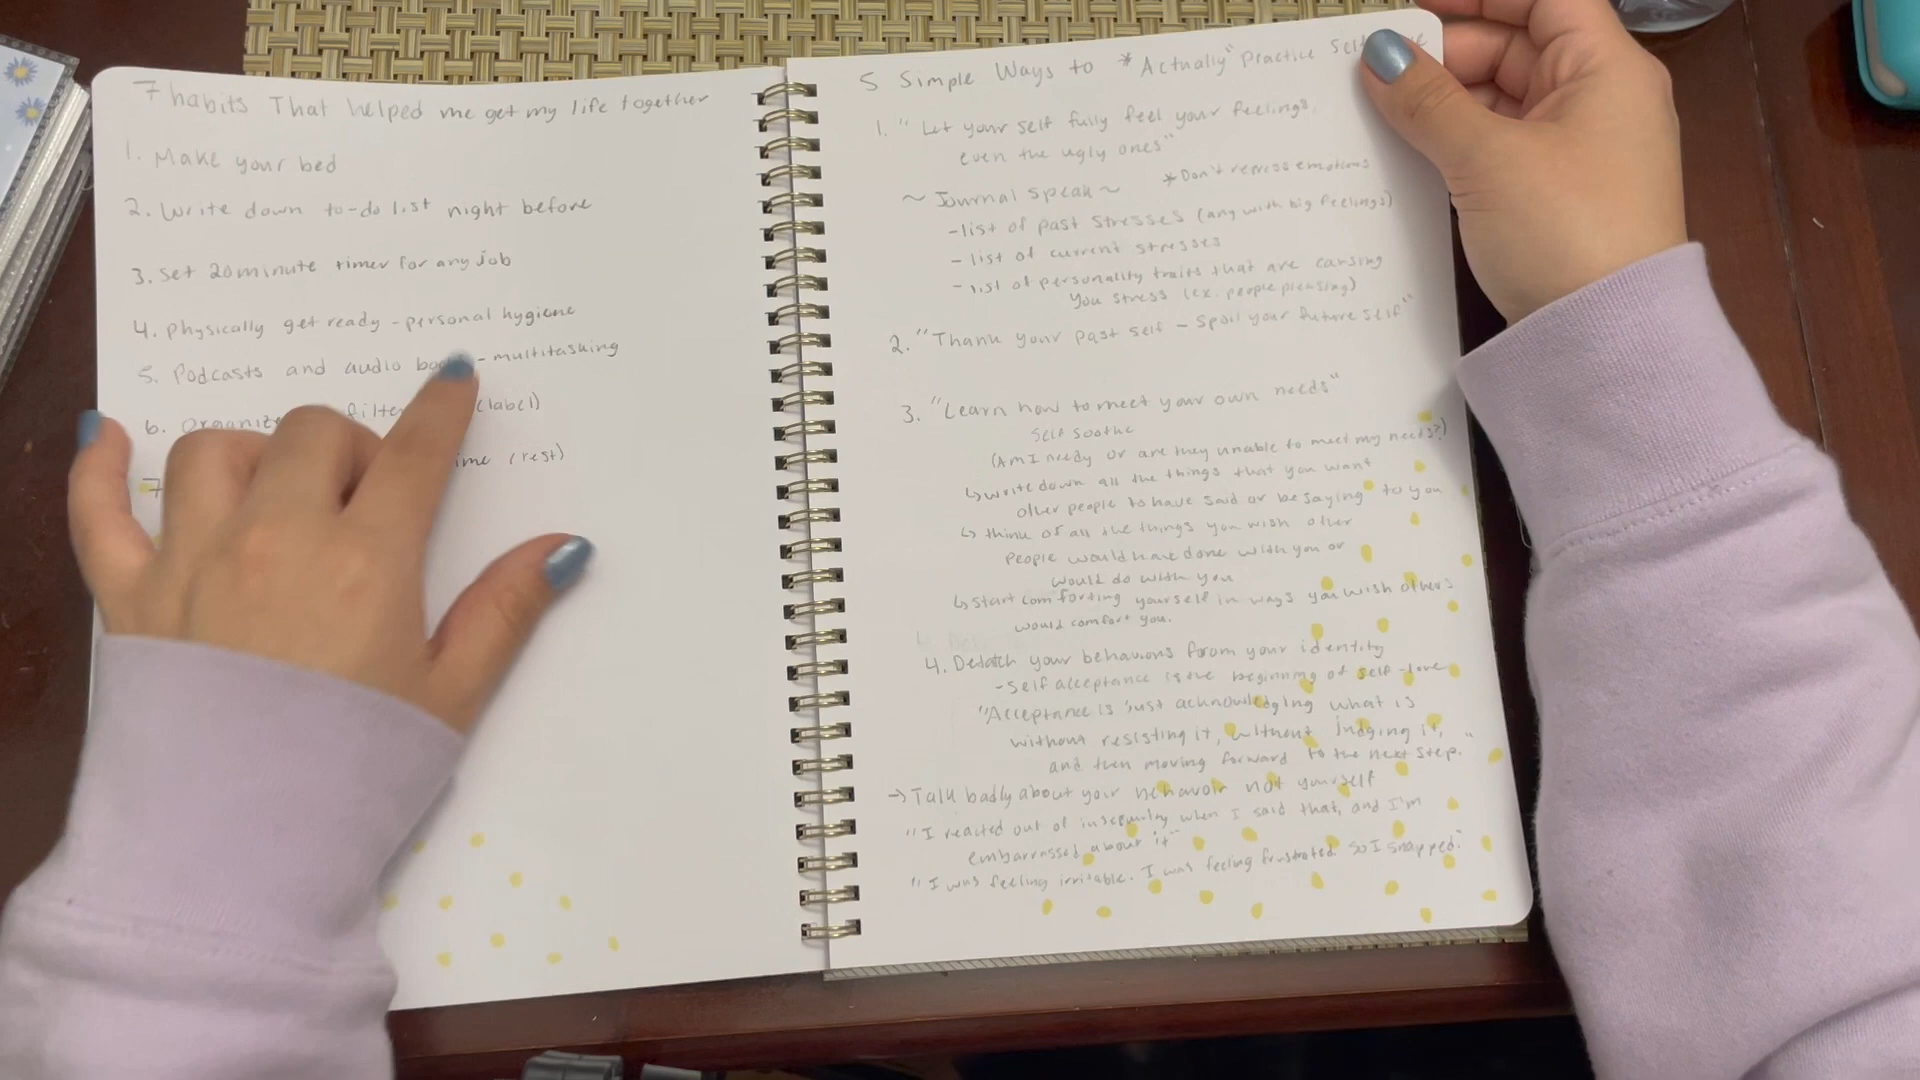 7 habits That helped me get my life together
1. Make your bed
2. Write down to-do list night before
3. Set 20 minute timer for any job
4. Physically get ready - personal hygiene
5. Podcasts and audio - multitasking
6. (label)
7 (rest)
5 Simple Ways to *Actually" Practice
1. "Let your self fully feel your feelings,
even the ugly ones"
~ Journal Speak ~ *Don't repress emotions
- list of past stresses (any with big feelings)
- list of current stresses
- list of personality traits that are causing
you stress (ex. people pleasing)
2. "Thank your past self - Spoil your future self"
3. "Learn how to meet your own needs"
Self Soothe
(Am I needy or are they unable to meet my needs?)
↳ write down all the things that you want
other people to have said or be saying to you
↳ think of all the things you wish other
people would have done with you or
would do with you
↳ Start comforting yourself in ways you wish others
would comfort you.
4. Detatch your behaviors from your identity
- Self acceptance is the beginning of self-love
"Acceptance is just acknowledging what is
without resisting it, without judging it,
and then moving forward to the next step."
→ Talk badly about your behavoir not yourself
"I reacted out of insecurity when I said that, and I'm
embarrassed about it"
"I was feeling irritable. I was feeling frustrated so I snapped."